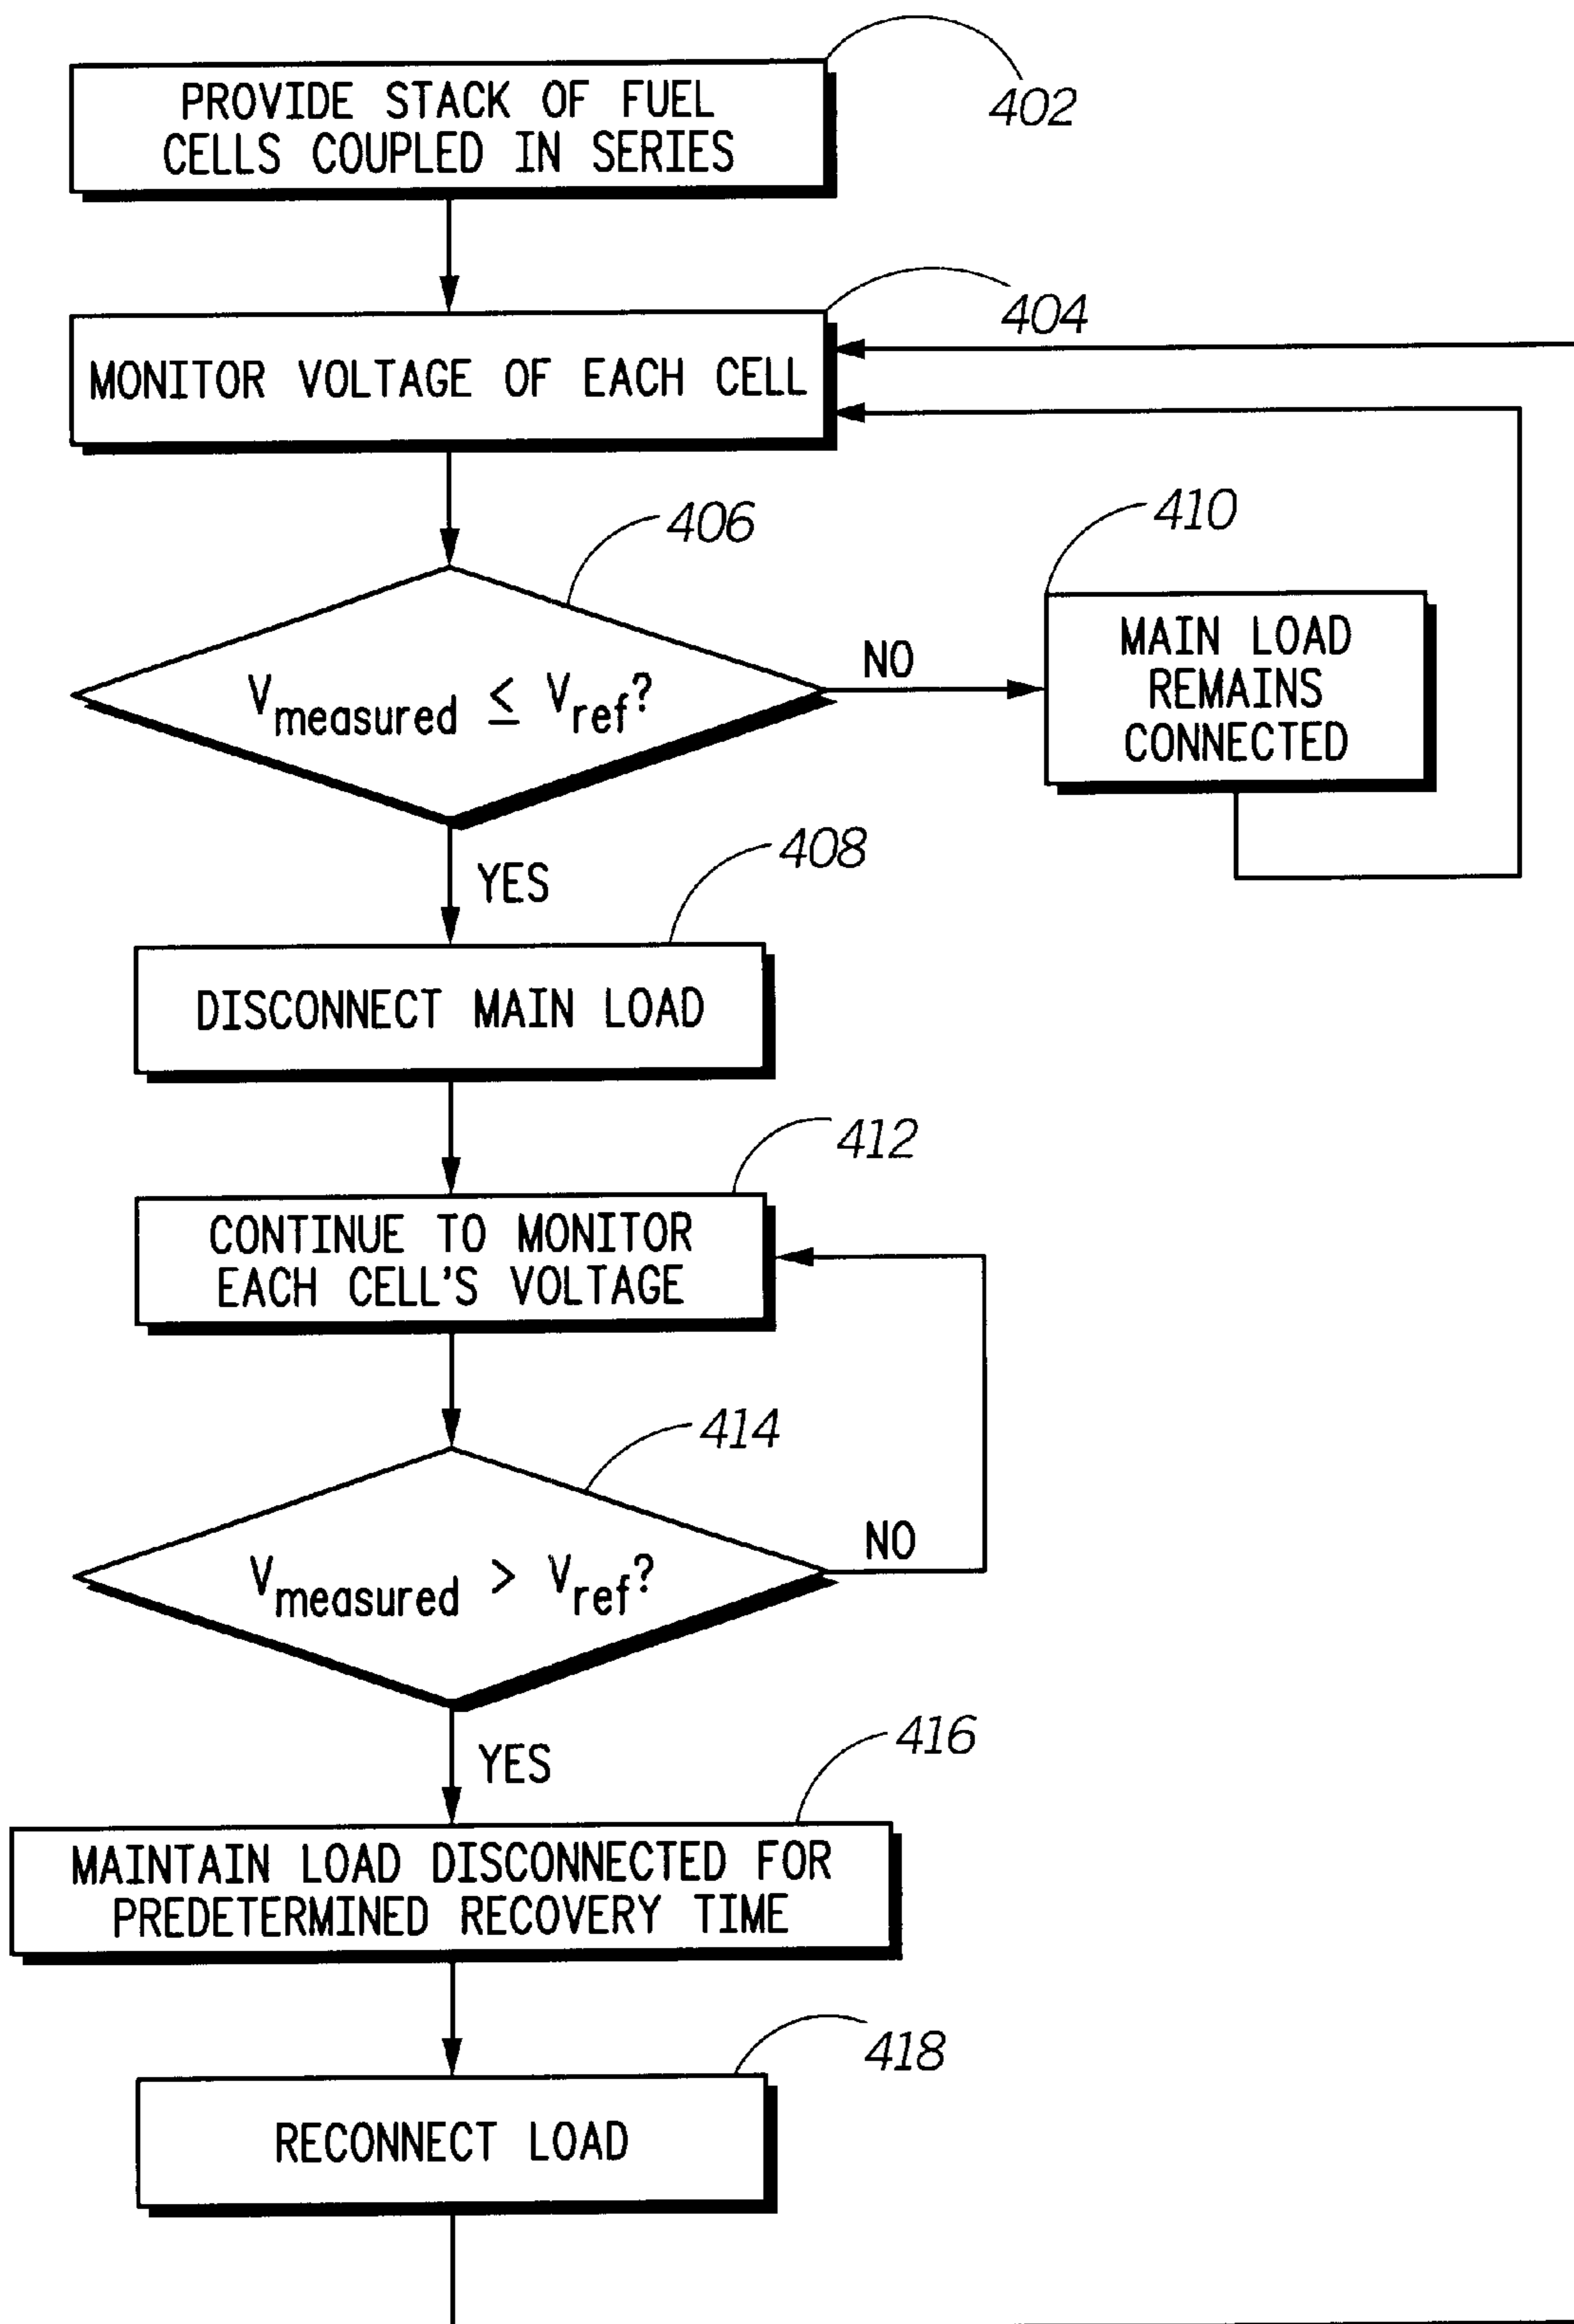 PROVIDE STACK OF FUEL
CELLS COUPLED IN SERIES
402
404
MONITOR VOLTAGE OF EACH CELL
406
410
NO
MAIN LOAD
REMAINS
CONNECTED
Vmeasured ≤ Vref?
408
YES
DISCONNECT MAIN LOAD
412
CONTINUE TO MONITOR
EACH CELL'S VOLTAGE
414
NO
Vmeasured > Vref?
416
YES
MAINTAIN LOAD DISCONNECTED FOR
PREDETERMINED RECOVERY TIME
418
RECONNECT LOAD